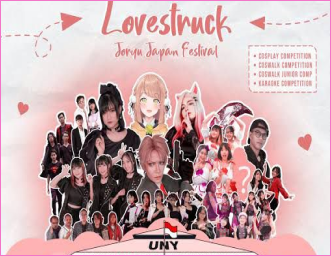 Lovestruck
Joryu Japan Festival
• COSPLAY COMPETITION
• COSWALK COMPETITION
• COSWALK JUNIOR COMP
• KARAOKE COMPETITION
UNY